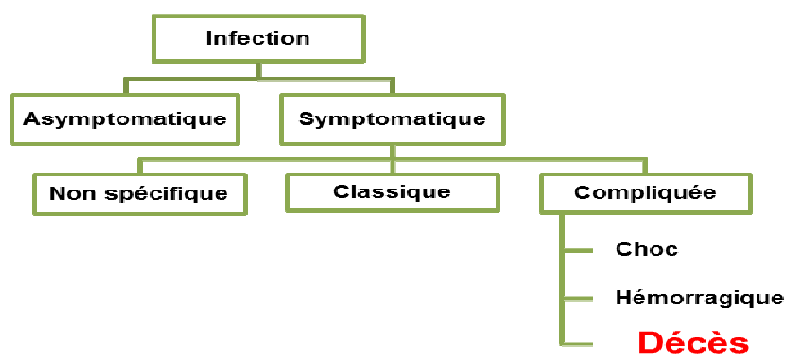 Infection
Asymptomatique
Symptomatique
Non spécifique
Classique
Compliquée
Choc
Hémorragique
Décès